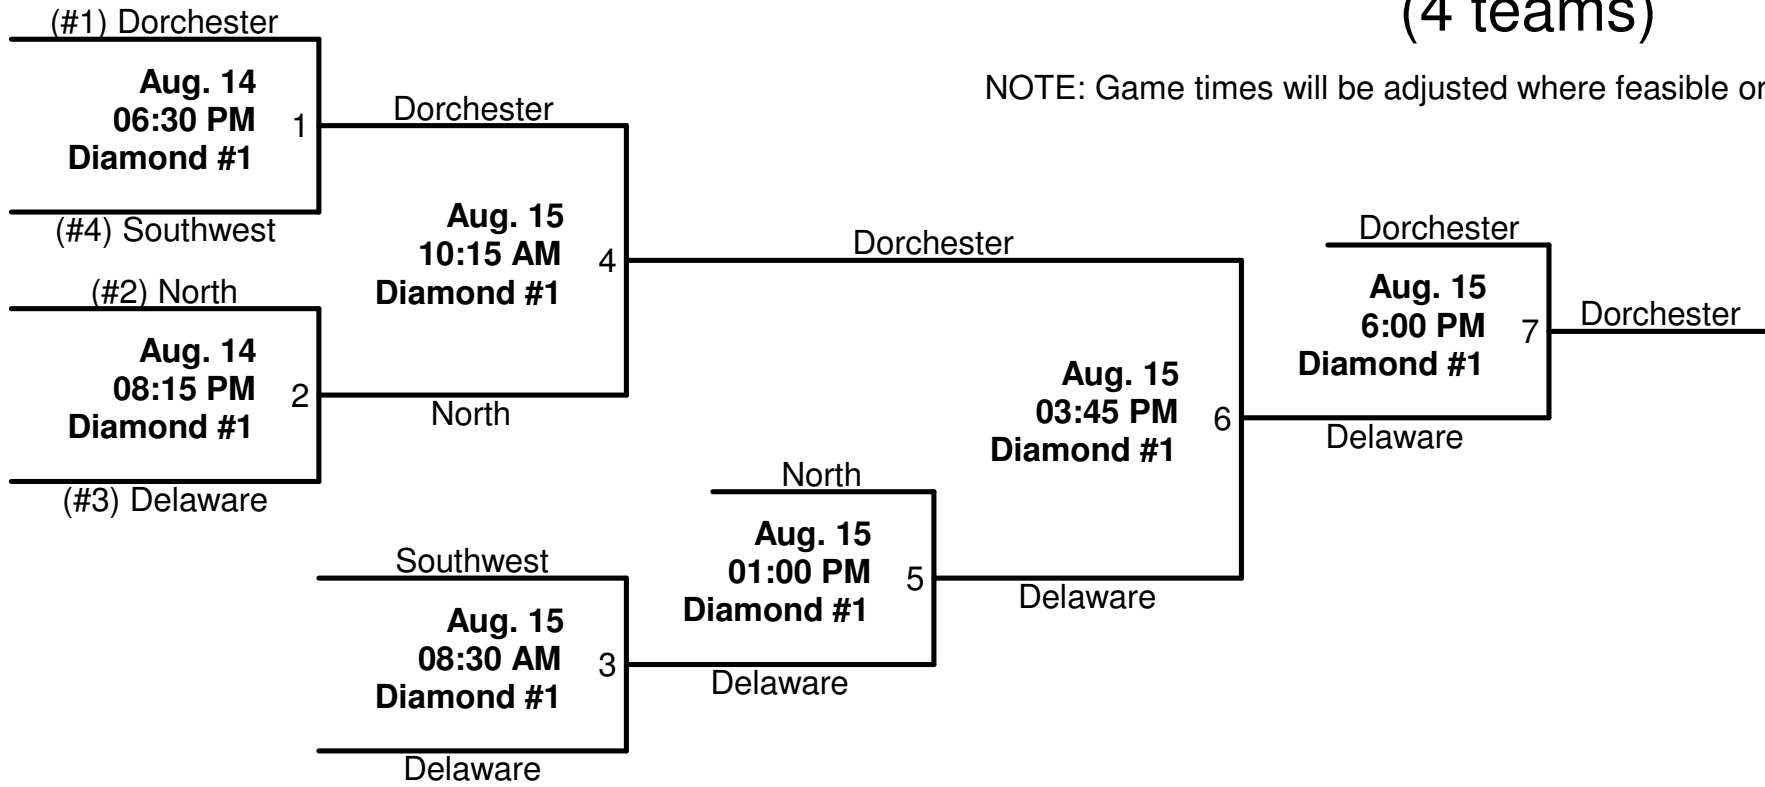 (4 teams)
NOTE: Game times will be adjusted where feasible or
(#1) Dorchester
Aug. 14
06:30 PM
Diamond #1
1
(#4) Southwest
(#2) North
Aug. 14
08:15 PM
Diamond #1
2
(#3) Delaware
Dorchester
Aug. 15
10:15 AM
Diamond #1
4
North
Southwest
Aug. 15
08:30 AM
Diamond #1
3
Delaware
North
Aug. 15
01:00 PM
Diamond #1
5
Delaware
Dorchester
Aug. 15
03:45 PM
Diamond #1
6
Delaware
Dorchester
Aug. 15
6:00 PM
Diamond #1
7
Delaware
Dorchester